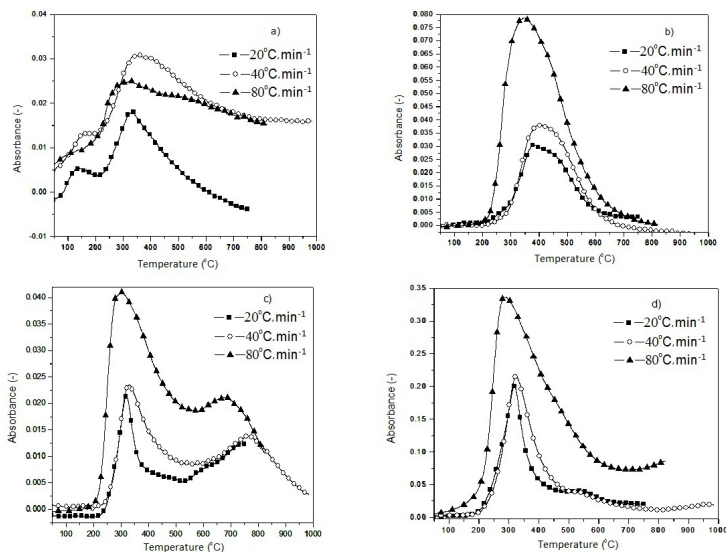 a)
20°C.min-1
40°C.min-1
80°C.min-1
0.04
0.03
0.02
0.01
0.00
-0.01
Absorbance (-)
100 200 300 400 500 600 700 800 900 1000
Temperature (°C)
b)
20°C.min-1
40°C.min-1
80°C.min-1
0.080
0.075
0.070
0.065
0.060
0.055
0.050
0.045
0.040
0.035
0.030
0.025
0.020
0.015
0.010
0.005
0.000
Absorbance (-)
100 200 300 400 500 600 700 800 900 1000
Temperature (°C)
c)
20°C.min-1
40°C.min-1
80°C.min-1
0.040
0.035
0.030
0.025
0.020
0.015
0.010
0.005
0.000
Absorbance (-)
100 200 300 400 500 600 700 800 900 1000
Temperature (°C)
d)
20°C.min-1
40°C.min-1
80°C.min-1
0.35
0.30
0.25
0.20
0.15
0.10
0.05
0.00
Absorbance (-)
100 200 300 400 500 600 700 800 900 1000
Temperature (°C)